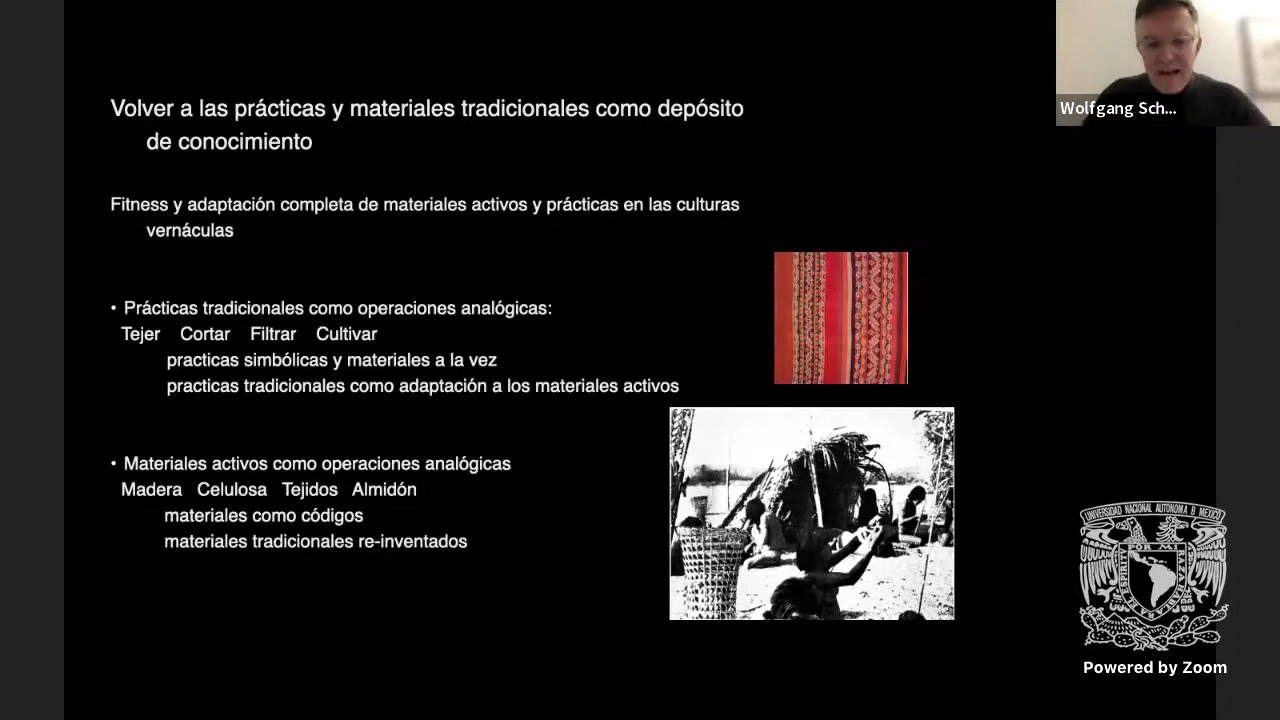 Volver a las prácticas y materiales tradicionales como depósito
de conocimiento
Fitness y adaptación completa de materiales activos y prácticas en las culturas
vernáculas
• Prácticas tradicionales como operaciones analógicas:
Tejer Cortar Filtrar Cultivar
practicas simbólicas y materiales a la vez
practicas tradicionales como adaptación a los materiales activos
• Materiales activos como operaciones analógicas
Madera Celulosa Tejidos Almidón
materiales como códigos
materiales tradicionales re-inventados
Wolfgang Sch...
UNIVERSIDAD NACIONAL AUTONOMA
POR MI RAZA
Powered by Zoom